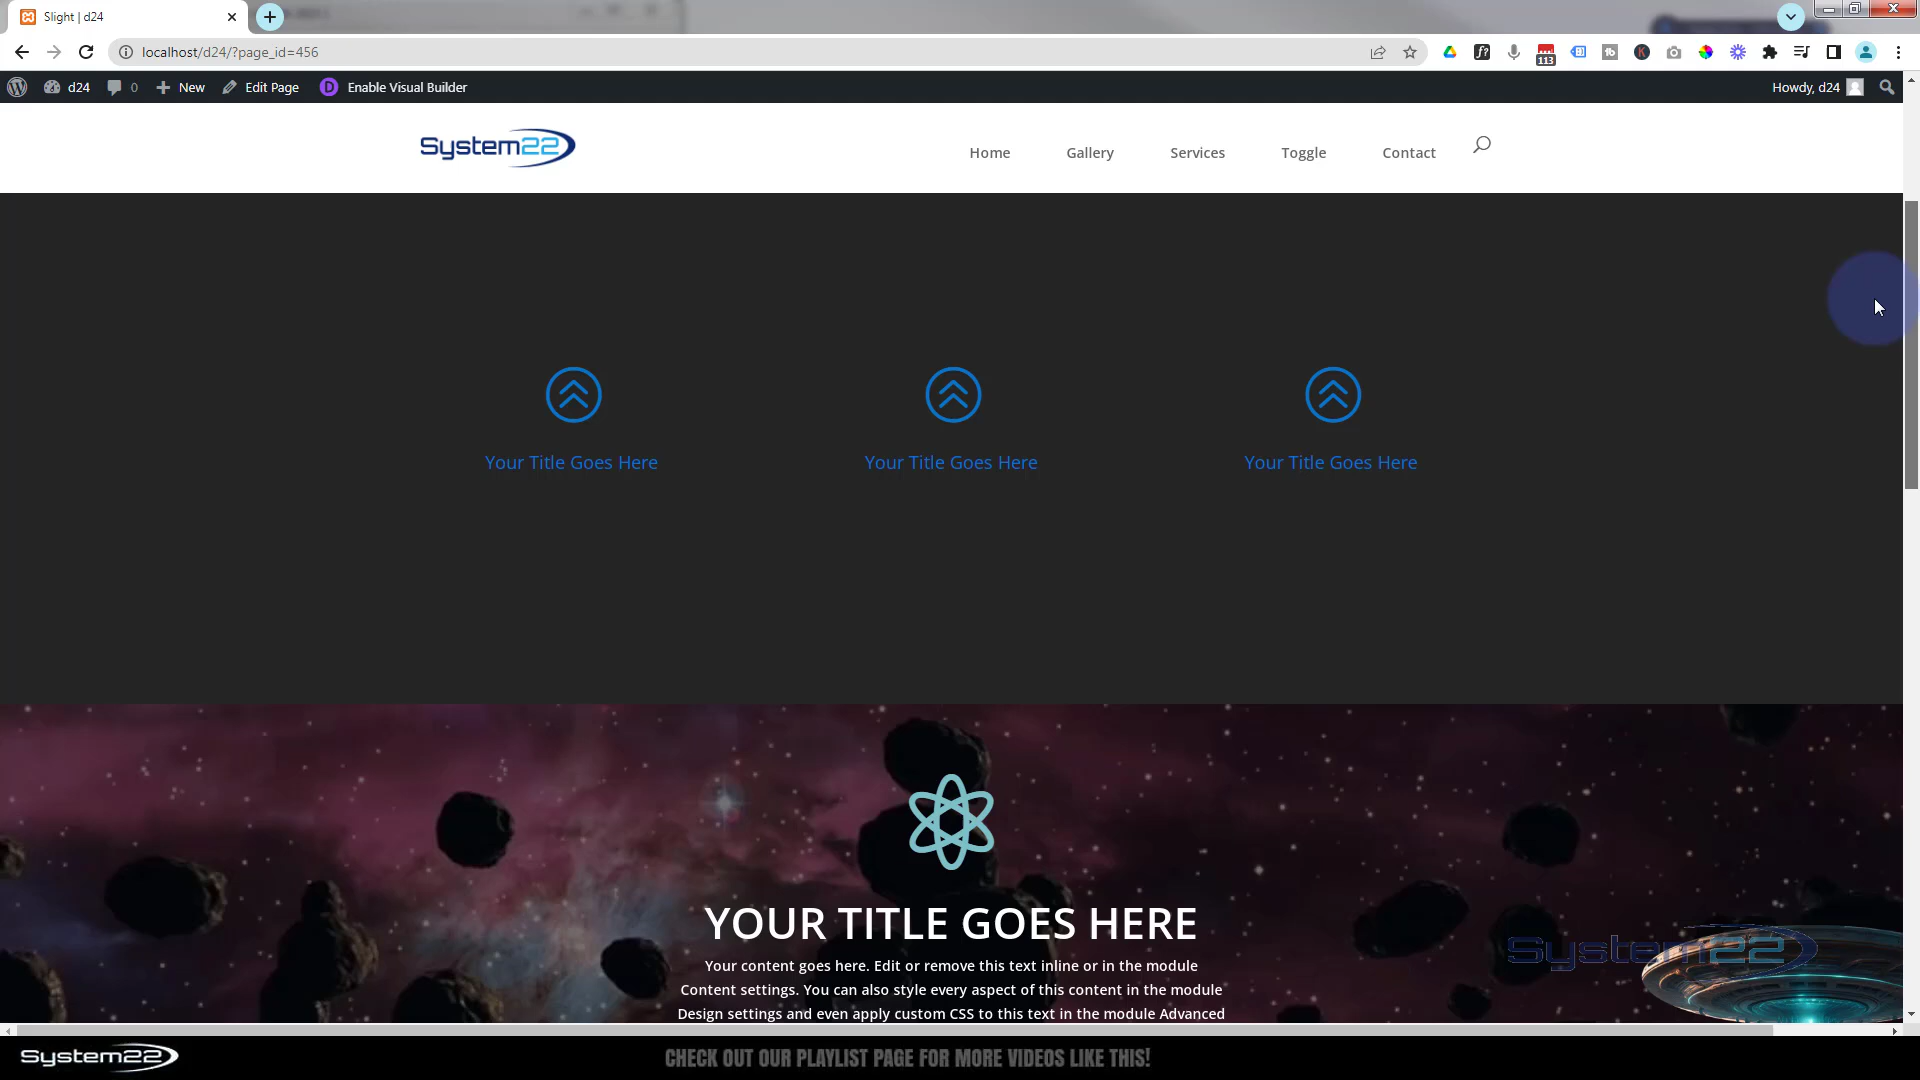 Slight | d24
localhost/d24/?page_id=456
113
d24
0
New
Edit Page
D
Enable Visual Builder
Howdy, d24
System22
Home
Gallery
Services
Toggle
Contact
Your Title Goes Here
Your Title Goes Here
Your Title Goes Here
YOUR TITLE GOES HERE
Your content goes here. Edit or remove this text inline or in the module
Content settings. You can also style every aspect of this content in the module
Design settings and even apply custom CSS to this text in the module Advanced
System22
System22
CHECK OUT OUR PLAYLIST PAGE FOR MORE VIDEOS LIKE THIS!